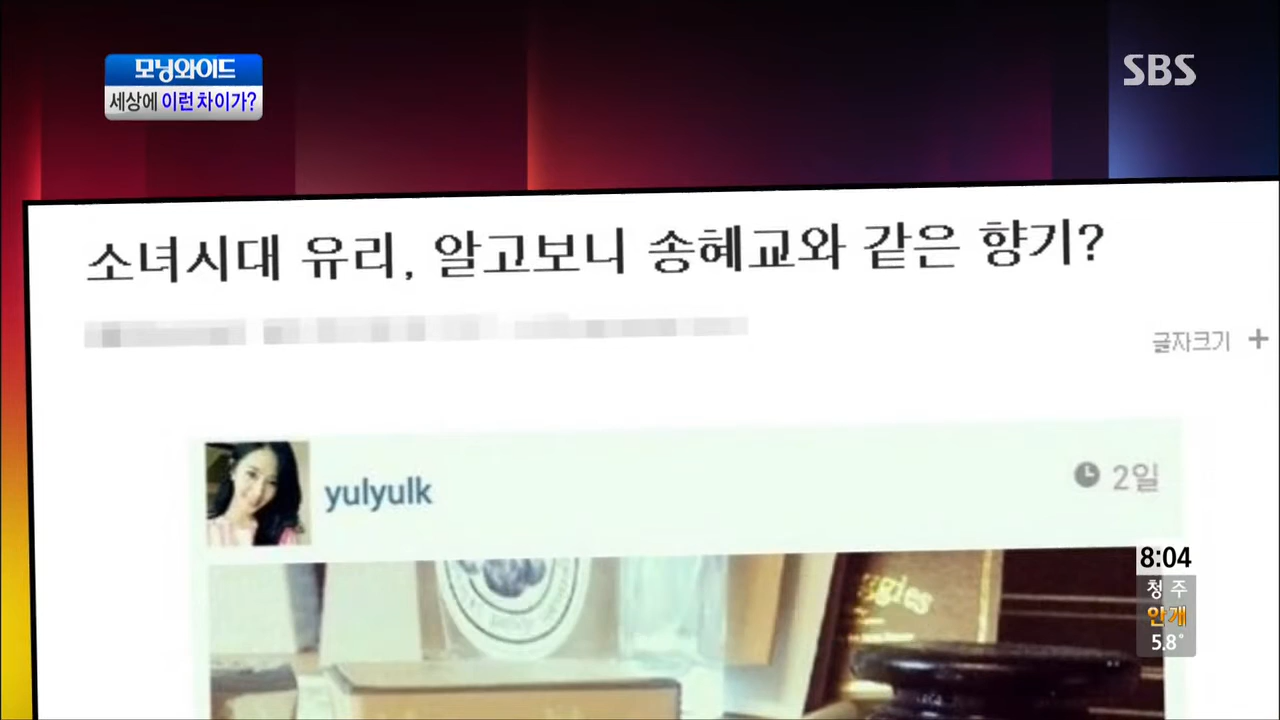 모닝와이드
SBS
세상에 이런 차이가?
소녀시대 유리, 알고보니 송혜교와 같은 향기?
글자크기 +
yulyulk
2일
8:04
청주
안개
5.8°